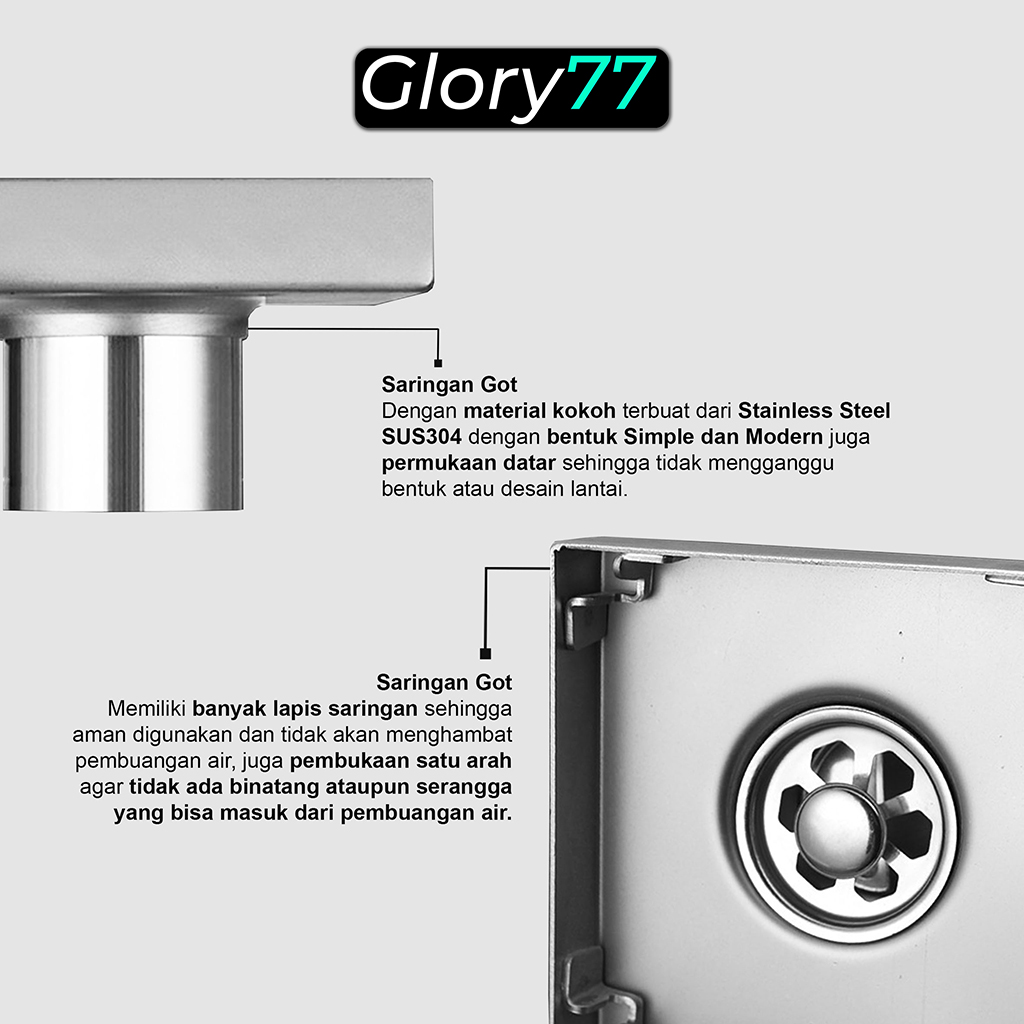 Glory77
Saringan Got
Dengan material kokoh terbuat dari Stainless Steel
SUS304 dengan bentuk Simple dan Modern juga
permukaan datar sehingga tidak mengganggu
bentuk atau desain lantai.
Saringan Got
Memiliki banyak lapis saringan sehingga
aman digunakan dan tidak akan menghambat
pembuangan air, juga pembukaan satu arah
agar tidak ada binatang ataupun serangga
yang bisa masuk dari pembuangan air.